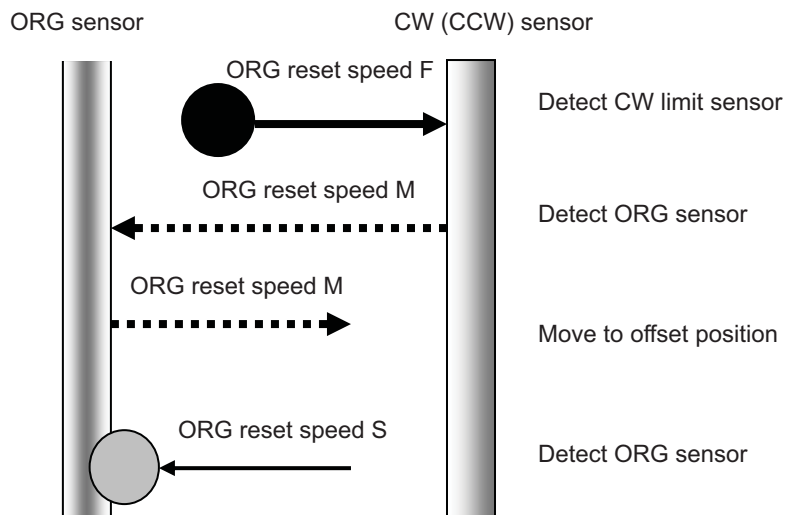 ORG sensor
CW (CCW) sensor
ORG reset speed F
Detect CW limit sensor
ORG reset speed M
Detect ORG sensor
ORG reset speed M
Move to offset position
ORG reset speed S
Detect ORG sensor